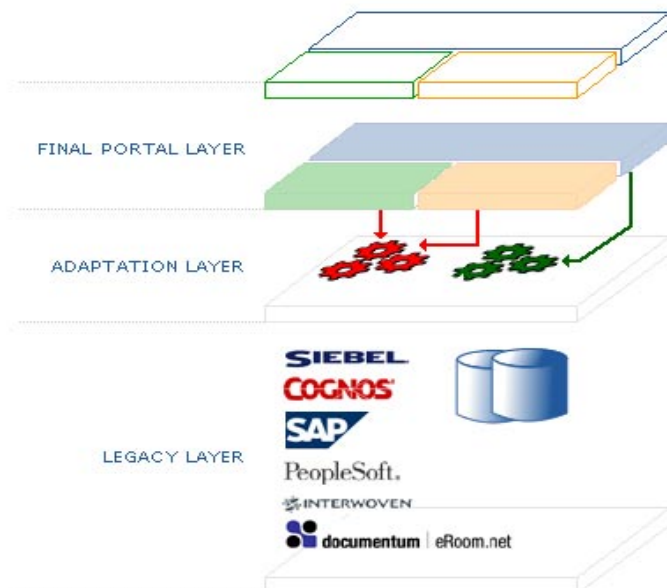 FINAL PORTAL LAYER
ADAPTATION LAYER
SIEBEL
COGNOS
SAP
LEGACY LAYER
PeopleSoft.
INTERWOVEN
documentum | eRoom.net